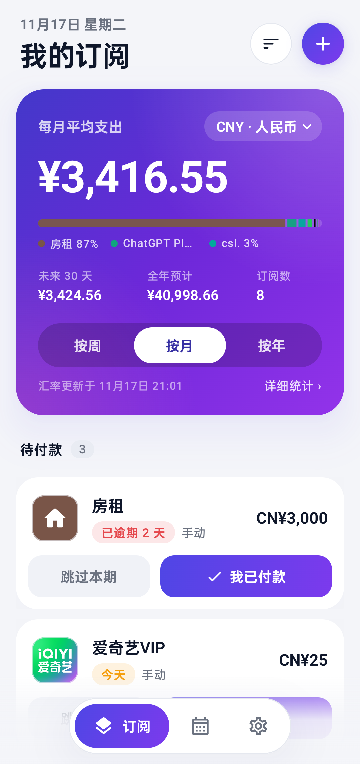 11月17日 星期二
我的订阅
每月平均支出
CNY · 人民币
¥3,416.55
房租 87%
ChatGPT Pl...
csl. 3%
未来 30 天
全年预计
订阅数
¥3,424.56
¥40,998.66
8
按周
按月
按年
汇率更新于 11月17日 21:01
详细统计 ›
待付款 3
房租
已逾期 2 天
手动
CN¥3,000
跳过本期
我已付款
iQIYI
爱奇艺
爱奇艺VIP
今天
手动
CN¥25
订阅